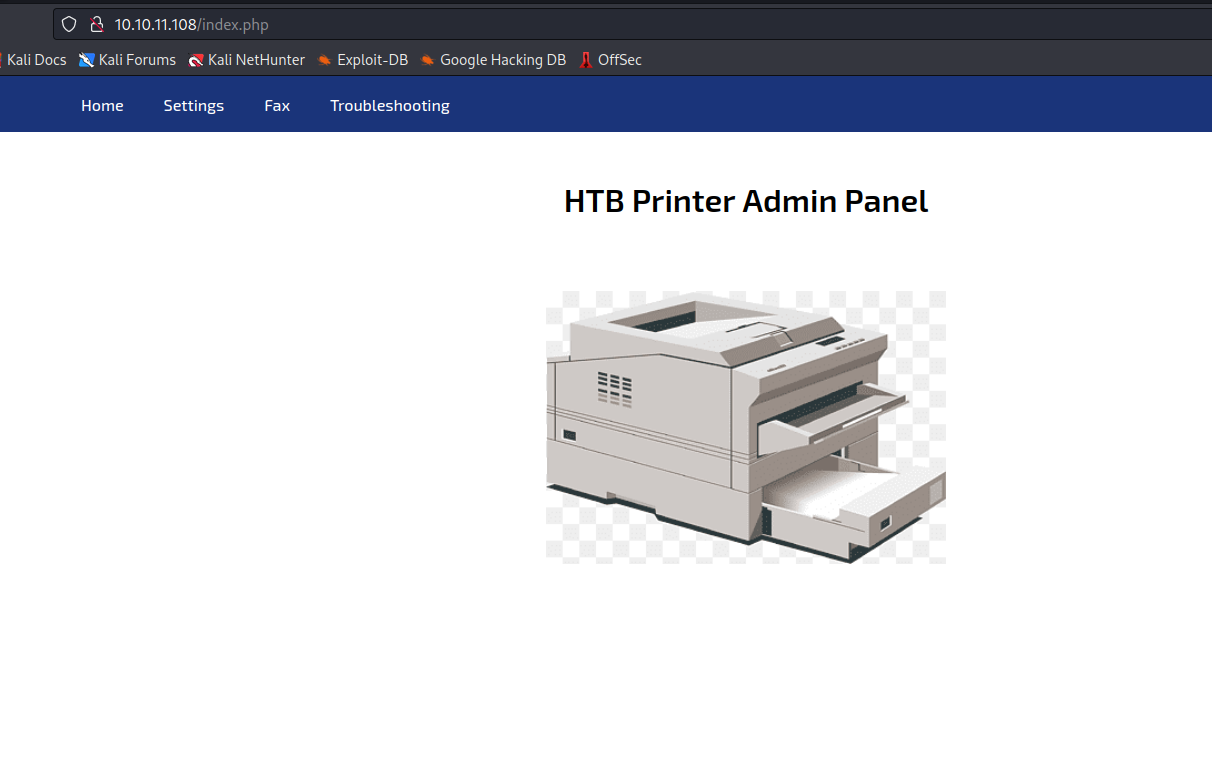 10.10.11.108/index.php
Kali Docs Kali Forums Kali NetHunter Exploit-DB Google Hacking DB OffSec
Home Settings Fax Troubleshooting
HTB Printer Admin Panel